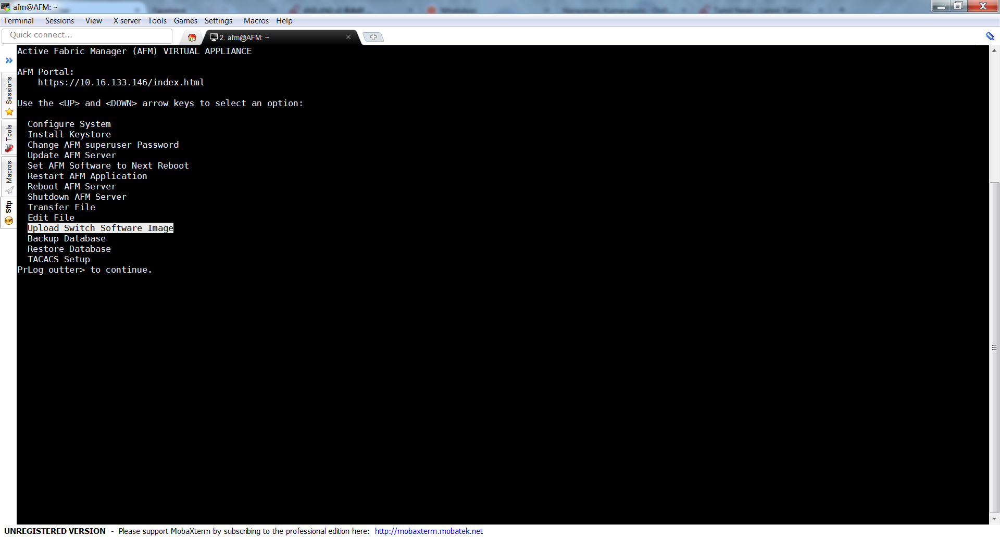 afm@AFM: ~
Terminal Sessions View X server Tools Games Settings Macros Help
Quick connect...
2. afm@AFM: ~
Sessions
Tools
Macros
Sftp
Active Fabric Manager (AFM) VIRTUAL APPLIANCE
AFM Portal:
https://10.16.133.146/index.html
Use the <UP> and <DOWN> arrow keys to select an option:
Configure System
Install Keystore
Change AFM superuser Password
Update AFM Server
Set AFM Software to Next Reboot
Restart AFM Application
Reboot AFM Server
Shutdown AFM Server
Transfer File
Edit File
Upload Switch Software Image
Backup Database
Restore Database
TACACS Setup
PrLog outter> to continue.
UNREGISTERED VERSION - Please support MobaXterm by subscribing to the professional edition here: http://mobaxterm.mobatek.net